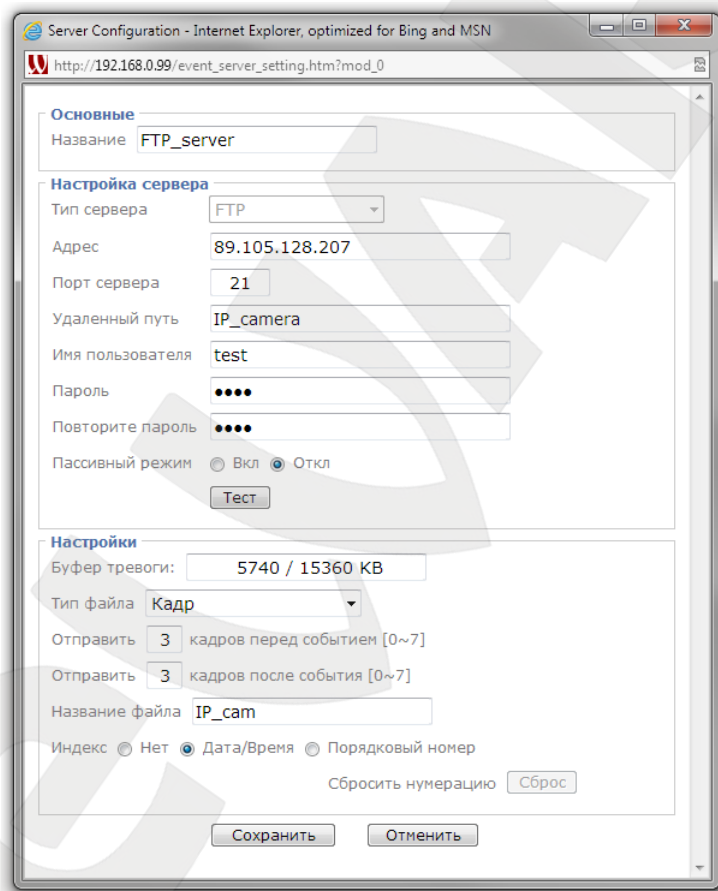 Server Configuration - Internet Explorer, optimized for Bing and MSN
http://192.168.0.99/event_server_setting.htm?mod_0
Основные
Название FTP_server
Настройка сервера
Тип сервера FTP
Адрес 89.105.128.207
Порт сервера 21
Удаленный путь IP_camera
Имя пользователя test
Пароль ••••
Повторите пароль ••••
Пассивный режим Вкл Откл
Тест
Настройки
Буфер тревоги: 5740 / 15360 KB
Тип файла Кадр
Отправить 3 кадров перед событием [0~7]
Отправить 3 кадров после события [0~7]
Название файла IP_cam
Индекс Нет Дата/Время Порядковый номер
Сбросить нумерацию Сброс
Сохранить Отменить